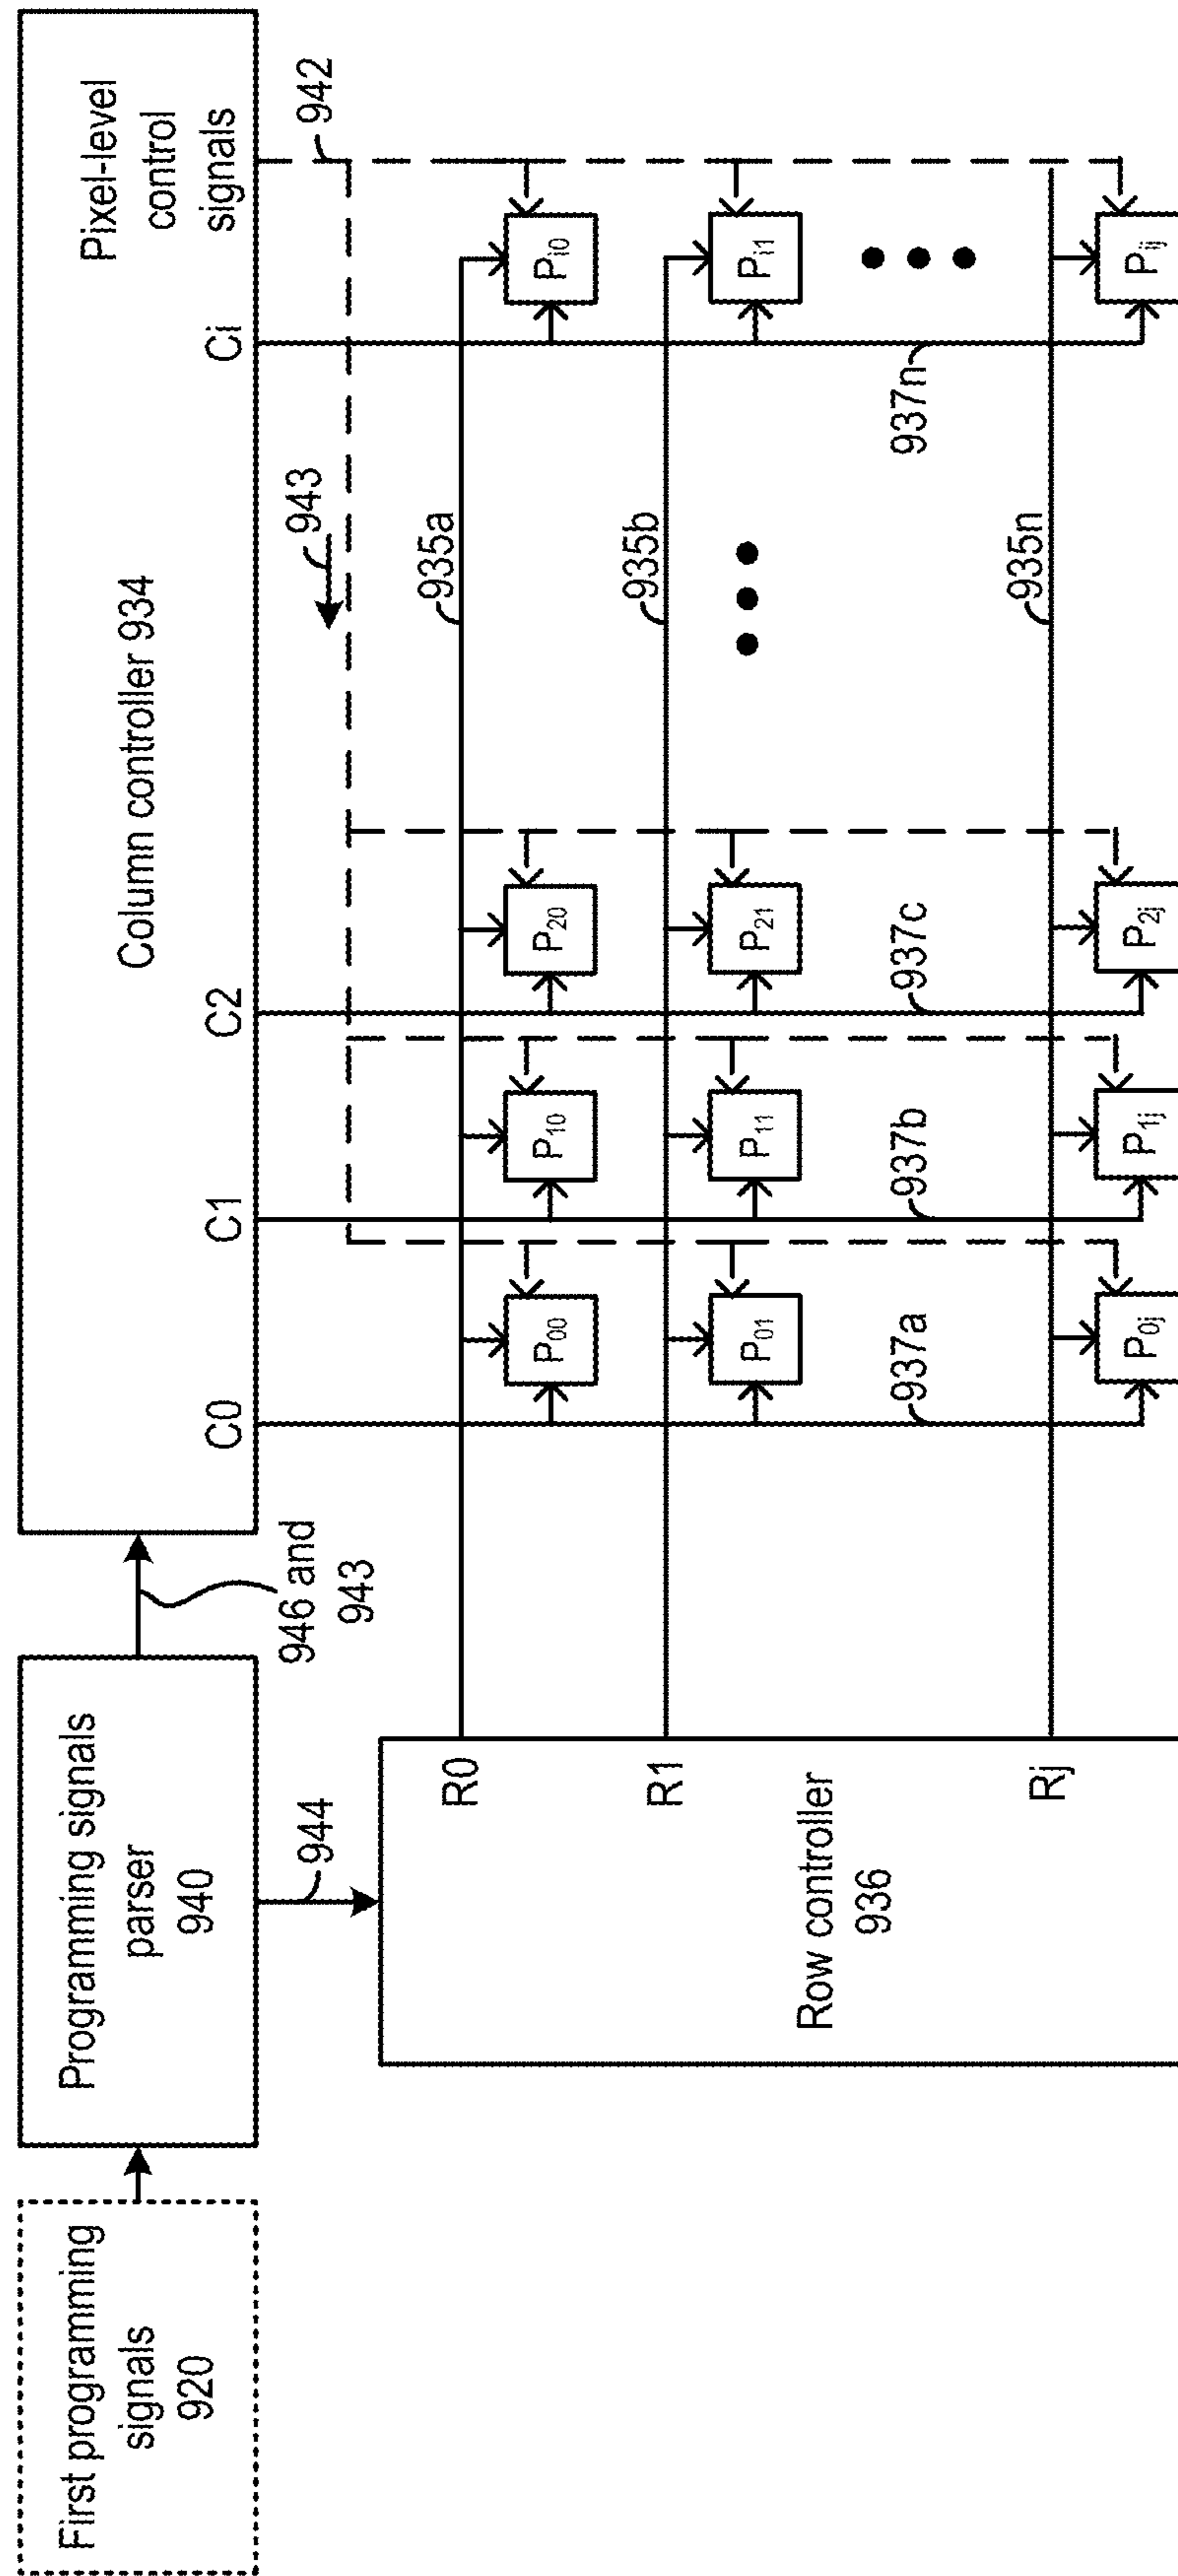 First programming
signals
920
Programming signals
parser
940
946 and
943
944
Column controller 934
Pixel-level
control
signals
C0
C1
C2
Ci
942
943
Row controller
936
R0
R1
Rj
935a
935b
935n
937a
937b
937c
937n
P00
P10
P20
Pi0
P01
P11
P21
Pi1
P0j
P1j
P2j
Pij